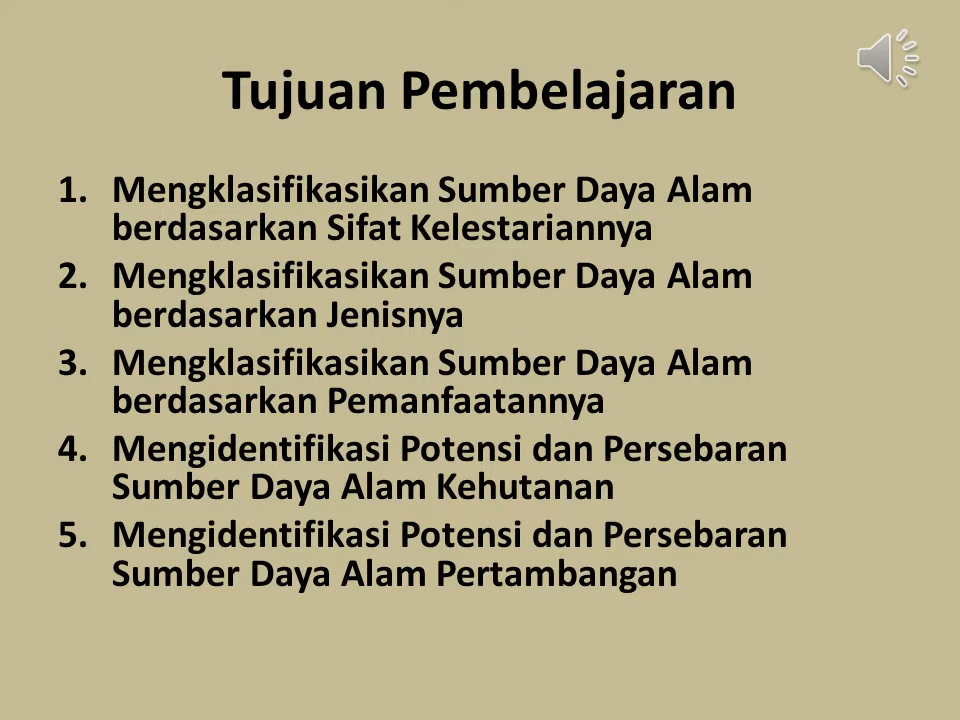 Tujuan Pembelajaran
1. Mengklasifikasikan Sumber Daya Alam
berdasarkan Sifat Kelestariannya
2. Mengklasifikasikan Sumber Daya Alam
berdasarkan Jenisnya
3. Mengklasifikasikan Sumber Daya Alam
berdasarkan Pemanfaatannya
4. Mengidentifikasi Potensi dan Persebaran
Sumber Daya Alam Kehutanan
5. Mengidentifikasi Potensi dan Persebaran
Sumber Daya Alam Pertambangan